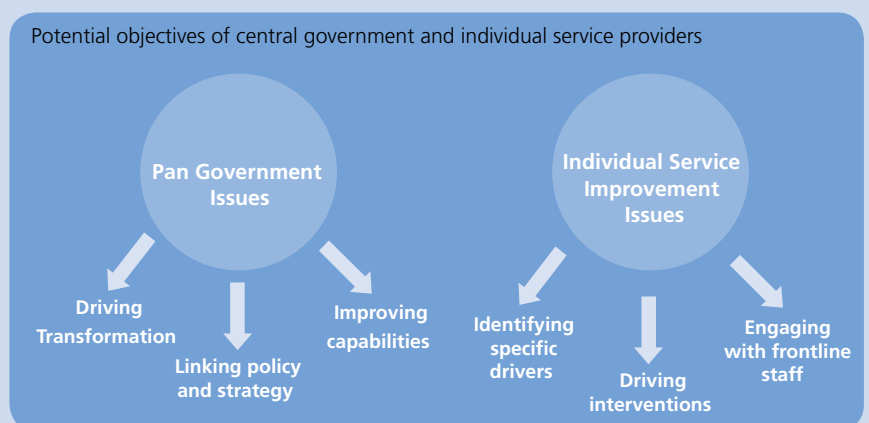 Potential objectives of central government and individual service providers
Pan Government
Issues
Individual Service
Improvement
Issues
Driving
Transformation
Linking policy
and strategy
Improving
capabilities
Identifying
specific
drivers
Driving
interventions
Engaging
with frontline
staff